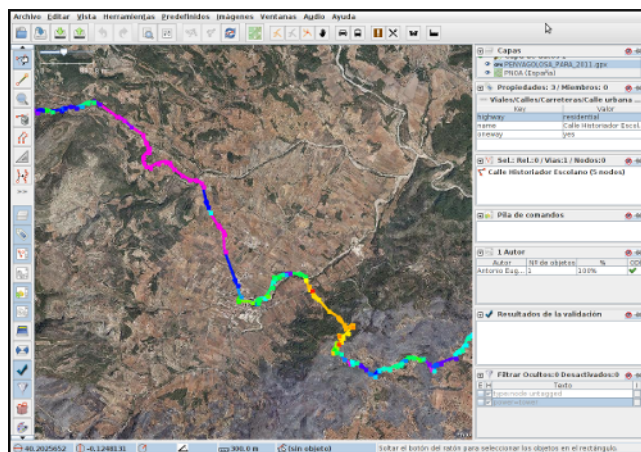 Archivo Editar Vista Herramientas Predefinidos Imágenes Ventanas Audio Ayuda
Capas
PENYAGOLOSA_PARA_2011.gpx
PNOA (España)
Propiedades: 3 / Miembros: 0
Viales/Calles/Carreteras/Calle urbana ...
Key Valor
highway residential
name Calle Historiador Escol...
oneway yes
Sel.: Rel.:0 / Vías:1 / Nodos:0
Calle Historiador Escolano (5 nodos)
Pila de comandos
1 Autor
Autor Nº de objetos %
Antonio Eug... 1 100%
Resultados de la validación
Filtrar Ocultos:0 Desactivados:0
E H Texto I
type:node untagged
40.2025652 -0.1248131 300.0 m (sin objeto) Soltar el botón del ratón para seleccionar los objetos en el rectángulo.